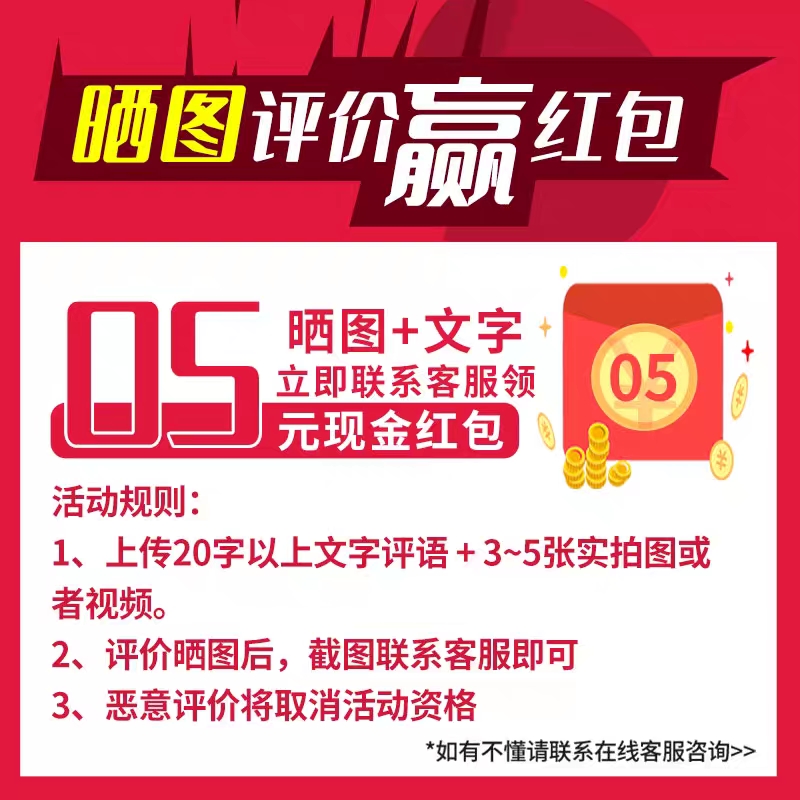 晒图评价赢红包
05
晒图+文字
立即联系客服领
元现金红包
05
活动规则：
1、上传20字以上文字评语 + 3~5张实拍图或
者视频。
2、评价晒图后，截图联系客服即可
3、恶意评价将取消活动资格
*如有不懂请联系在线客服咨询>>